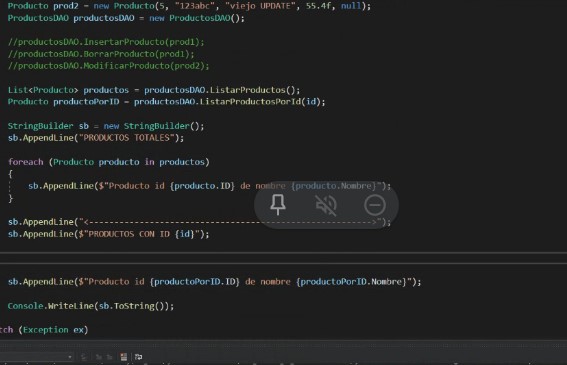 Producto prod2 = new Producto(5, "123abc", "viejo UPDATE", 55.4f, null);
ProductosDAO productosDAO = new ProductosDAO();
//productosDAO.InsertarProducto(prod1);
//productosDAO.BorrarProducto(prod1);
//productosDAO.ModificarProducto(prod2);
List<Producto> productos = productosDAO.ListarProductos();
Producto productoPorID = productosDAO.ListarProductosPorId(id);
StringBuilder sb = new StringBuilder();
sb.AppendLine("PRODUCTOS TOTALES");
foreach (Producto producto in productos)
{
sb.AppendLine($"Producto id {producto.ID} de nombre {producto.Nombre}");
}
sb.AppendLine("<---------------------------------------------------------->");
sb.AppendLine($"PRODUCTOS CON ID {id}");
sb.AppendLine($"Producto id {productoPorID.ID} de nombre {productoPorID.Nombre}");
Console.WriteLine(sb.ToString());
tch (Exception ex)